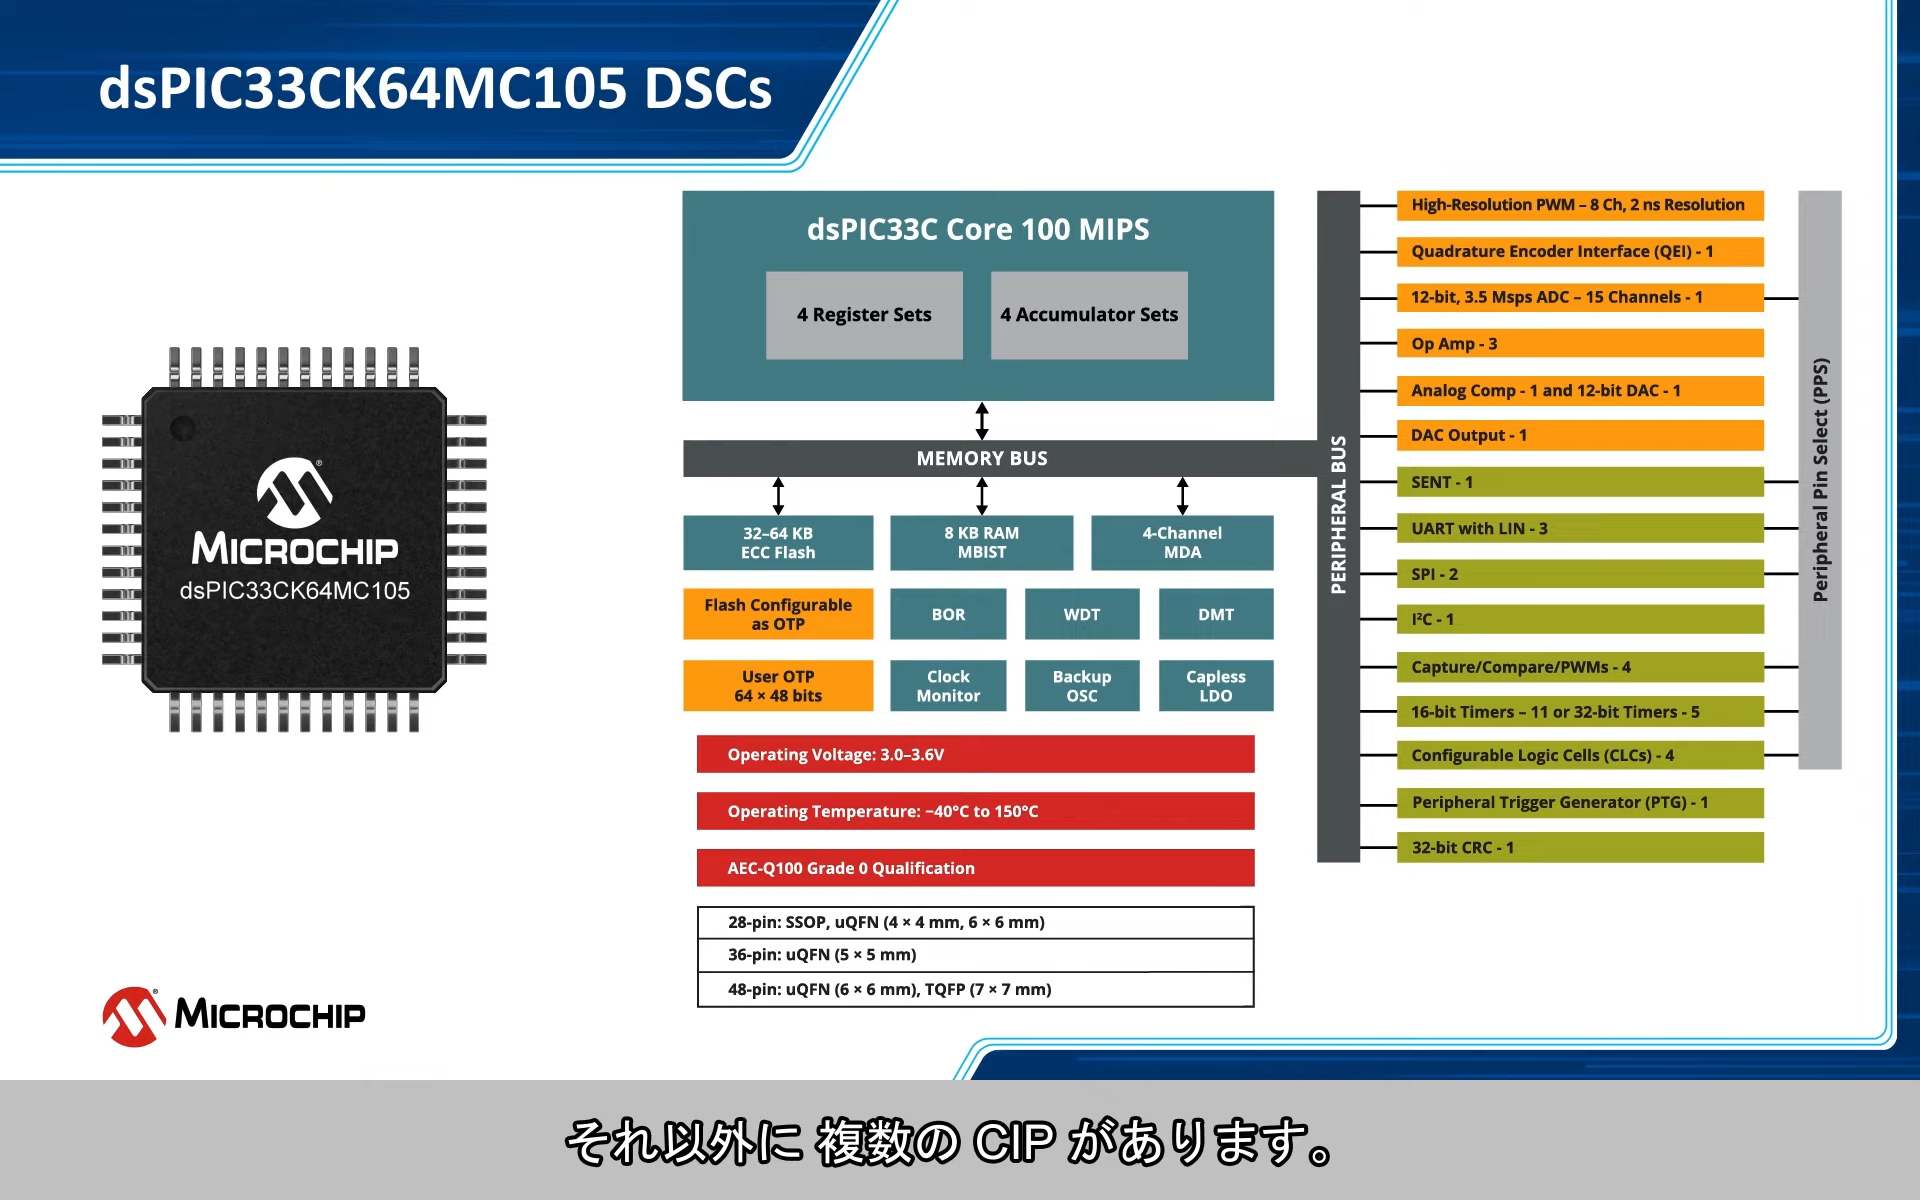 dsPIC33CK64MC105 DSCs
MICROCHIP
dsPIC33CK64MC105
dsPIC33C Core 100 MIPS
4 Register Sets
4 Accumulator Sets
MEMORY BUS
32–64 KB
ECC Flash
8 KB RAM
MBIST
4-Channel
MDA
Flash Configurable
as OTP
BOR
WDT
DMT
User OTP
64 × 48 bits
Clock
Monitor
Backup
OSC
Capless
LDO
Operating Voltage: 3.0–3.6V
Operating Temperature: −40°C to 150°C
AEC-Q100 Grade 0 Qualification
28-pin: SSOP, uQFN (4 × 4 mm, 6 × 6 mm)
36-pin: uQFN (5 × 5 mm)
48-pin: uQFN (6 × 6 mm), TQFP (7 × 7 mm)
PERIPHERAL BUS
High-Resolution PWM – 8 Ch, 2 ns Resolution
Quadrature Encoder Interface (QEI) - 1
12-bit, 3.5 Msps ADC – 15 Channels - 1
Op Amp - 3
Analog Comp - 1 and 12-bit DAC - 1
DAC Output - 1
SENT - 1
UART with LIN - 3
SPI - 2
I²C - 1
Capture/Compare/PWMs - 4
16-bit Timers – 11 or 32-bit Timers - 5
Configurable Logic Cells (CLCs) - 4
Peripheral Trigger Generator (PTG) - 1
32-bit CRC - 1
Peripheral Pin Select (PPS)
MICROCHIP
それ以外に 複数の CIP があります。